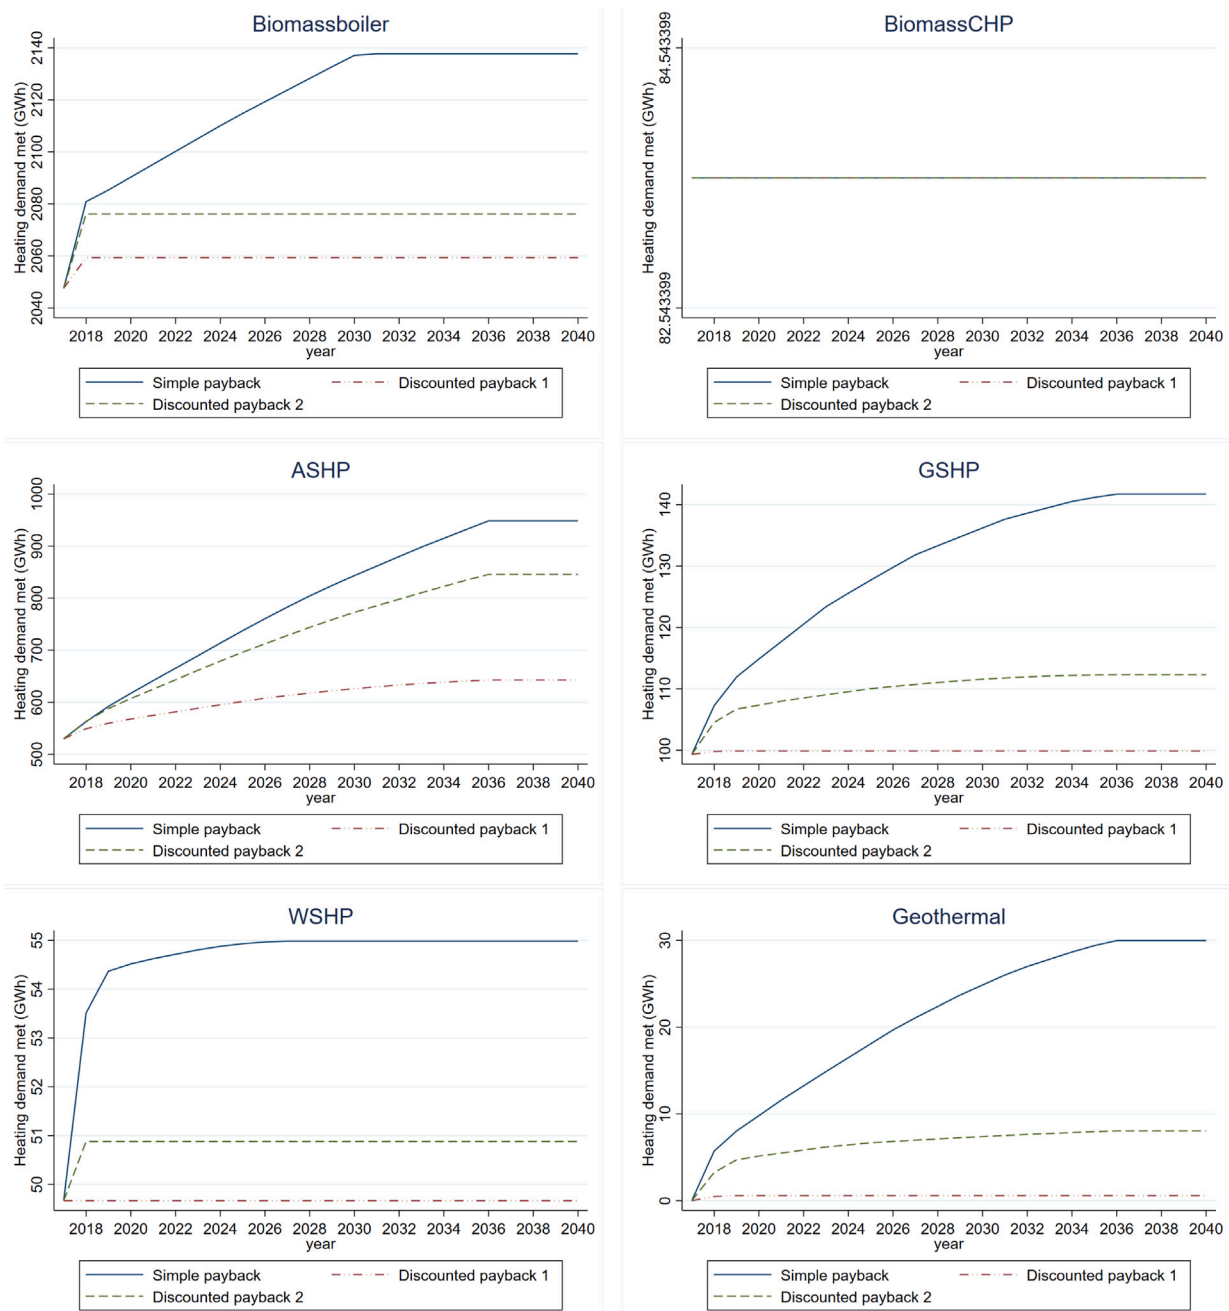 Biomassboiler
Heating demand met (GWh)
2140
2120
2100
2080
2060
2040
2018 2020 2022 2024 2026 2028 2030 2032 2034 2036 2038 2040
year
Simple payback Discounted payback 1
Discounted payback 2
BiomassCHP
Heating demand met (GWh)
84.543399
82.543399
2018 2020 2022 2024 2026 2028 2030 2032 2034 2036 2038 2040
year
Simple payback Discounted payback 1
Discounted payback 2
ASHP
Heating demand met (GWh)
1000
900
800
700
600
500
2018 2020 2022 2024 2026 2028 2030 2032 2034 2036 2038 2040
year
Simple payback Discounted payback 1
Discounted payback 2
GSHP
Heating demand met (GWh)
140
130
120
110
100
2018 2020 2022 2024 2026 2028 2030 2032 2034 2036 2038 2040
year
Simple payback Discounted payback 1
Discounted payback 2
WSHP
Heating demand met (GWh)
55
54
53
52
51
50
2018 2020 2022 2024 2026 2028 2030 2032 2034 2036 2038 2040
year
Simple payback Discounted payback 1
Discounted payback 2
Geothermal
Heating demand met (GWh)
30
20
10
0
2018 2020 2022 2024 2026 2028 2030 2032 2034 2036 2038 2040
year
Simple payback Discounted payback 1
Discounted payback 2